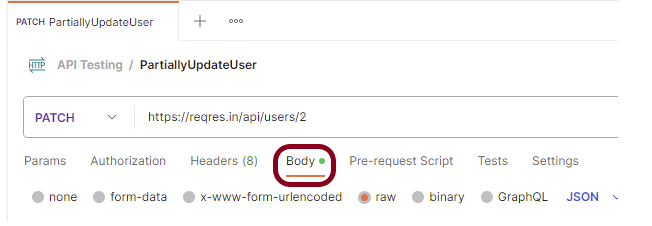 PATCH PartiallyUpdateUser
HTTP API Testing / PartiallyUpdateUser
PATCH https://reqres.in/api/users/2
Params Authorization Headers (8) Body Pre-request Script Tests Settings
none form-data x-www-form-urlencoded raw binary GraphQL JSON